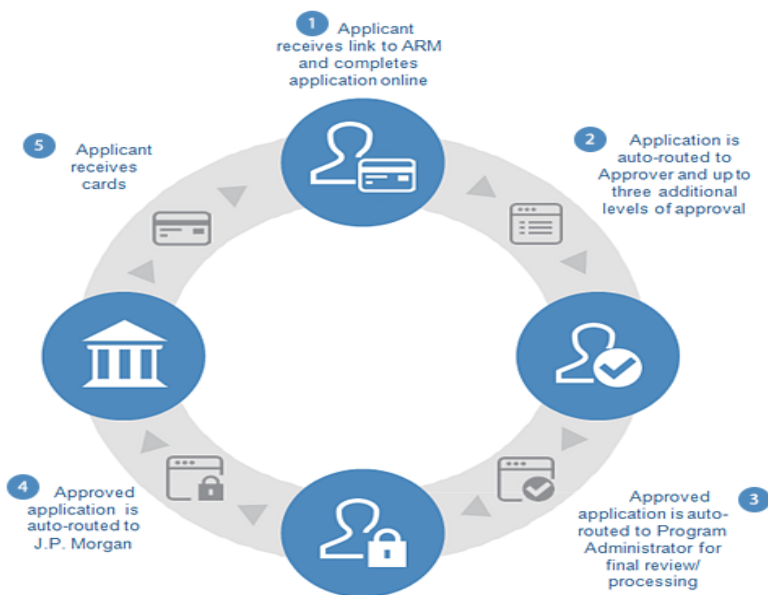 1 Applicant
receives link to ARM
and completes
application online
2 Application is
auto-routed to
Approver and up to
three additional
levels of approval
Approved 3
application is auto-
routed to Program
Administrator for
final review/
processing
4 Approved
application is
auto-routed to
J.P. Morgan
5 Applicant
receives
cards